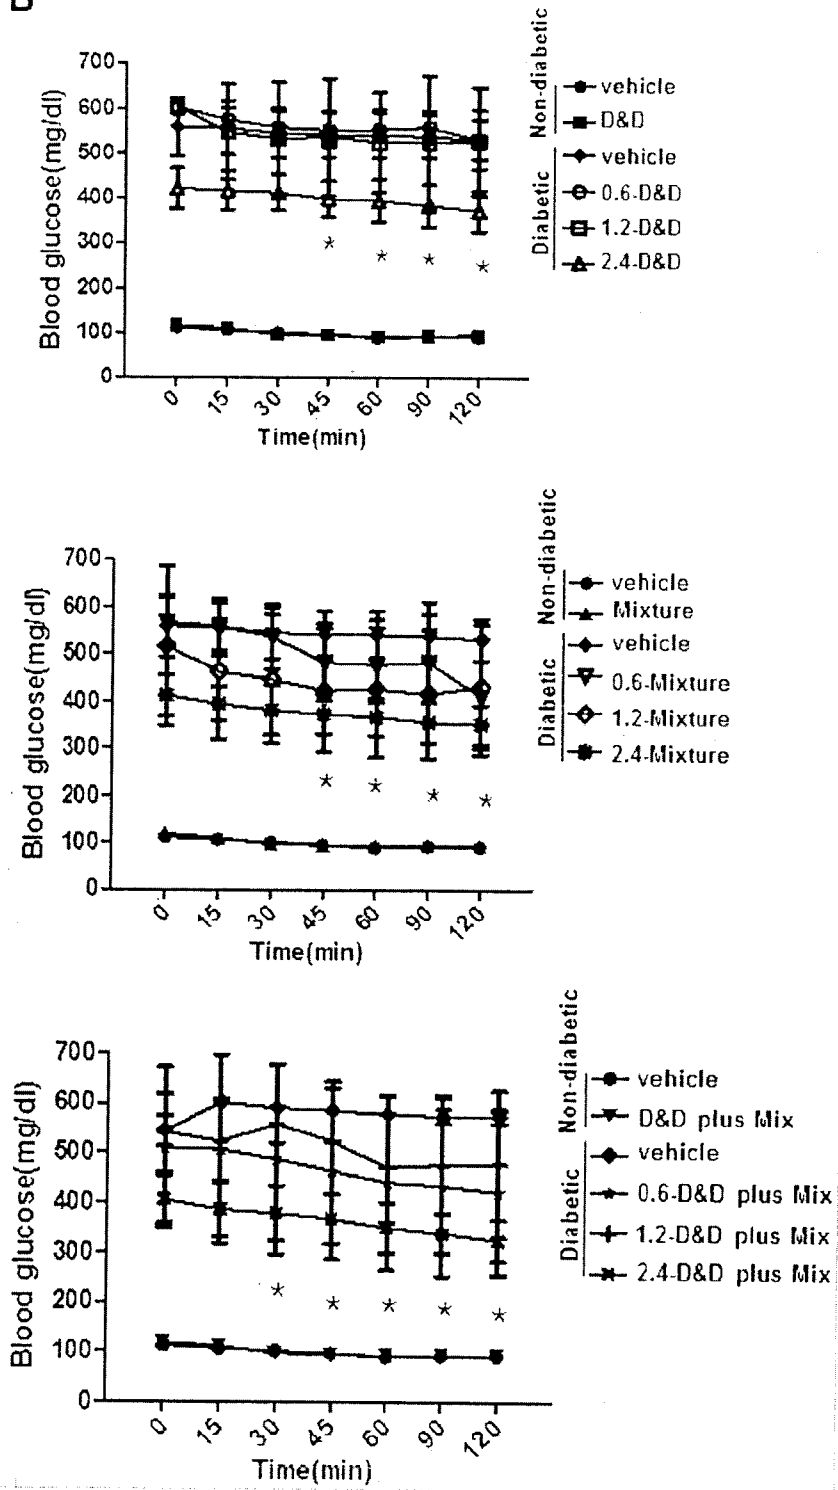 B
700
600
500
400
300
200
100
0
Blood glucose(mg/dl)
* * * *
0 15 30 45 60 90 120
Time(min)
Non-diabetic
vehicle
D&D
Diabetic
vehicle
0.6-D&D
1.2-D&D
2.4-D&D
700
600
500
400
300
200
100
0
Blood glucose(mg/dl)
* * * *
0 15 30 45 60 90 120
Time(min)
Non-diabetic
vehicle
Mixture
Diabetic
vehicle
0.6-Mixture
1.2-Mixture
2.4-Mixture
700
600
500
400
300
200
100
0
Blood glucose(mg/dl)
* * * * *
0 15 30 45 60 90 120
Time(min)
Non-diabetic
vehicle
D&D plus Mix
Diabetic
vehicle
0.6-D&D plus Mix
1.2-D&D plus Mix
2.4-D&D plus Mix